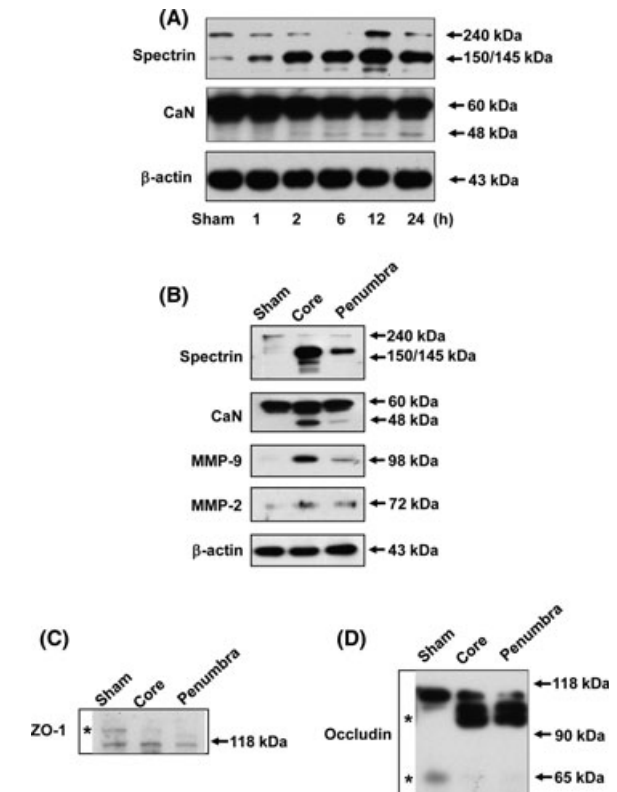 (A)
240 kDa
Spectrin
150/145 kDa
CaN
60 kDa
48 kDa
β-actin
43 kDa
Sham 1 2 6 12 24 (h)
(B)
Sham Core Penumbra
240 kDa
Spectrin
150/145 kDa
60 kDa
CaN
48 kDa
MMP-9
98 kDa
MMP-2
72 kDa
β-actin
43 kDa
(C)
Sham Core Penumbra
ZO-1 *
118 kDa
(D)
Sham Core Penumbra
118 kDa
*
Occludin
90 kDa
*
65 kDa